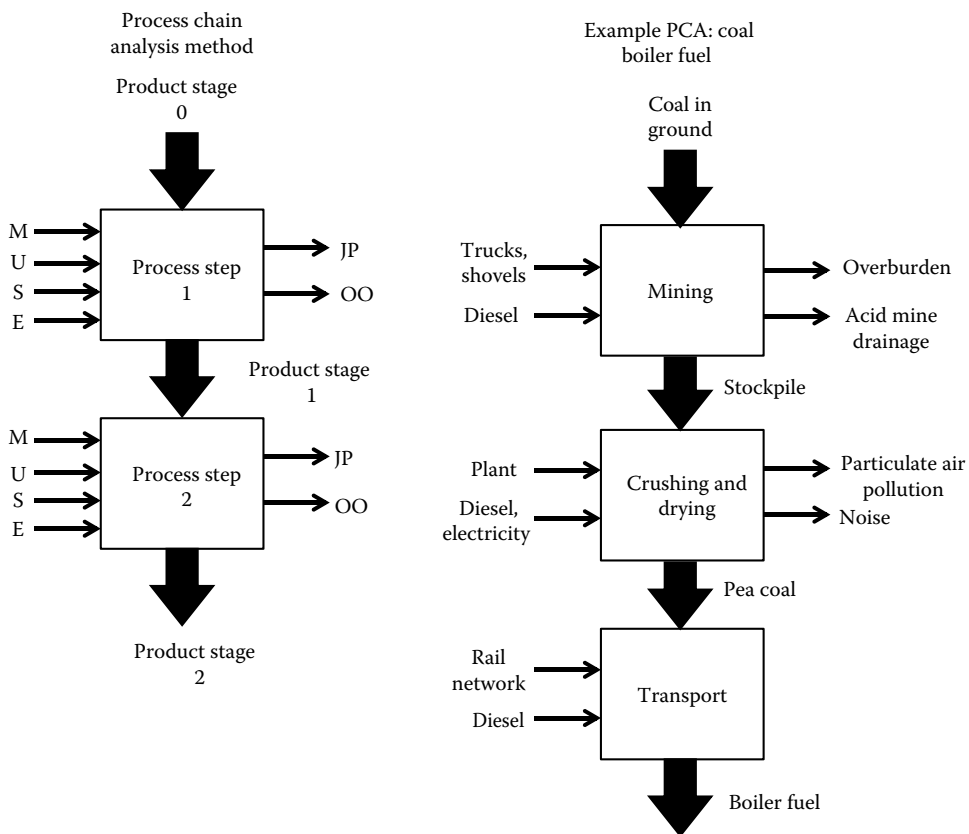 Process chain
analysis method
Product stage
0
M
U
S
E
Process step
1
JP
OO
Product stage
1
M
U
S
E
Process step
2
JP
OO
Product stage
2
Example PCA: coal
boiler fuel
Coal in
ground
Trucks,
shovels
Diesel
Mining
Overburden
Acid mine
drainage
Stockpile
Plant
Diesel,
electricity
Crushing and
drying
Particulate air
pollution
Noise
Pea coal
Rail
network
Diesel
Transport
Boiler fuel